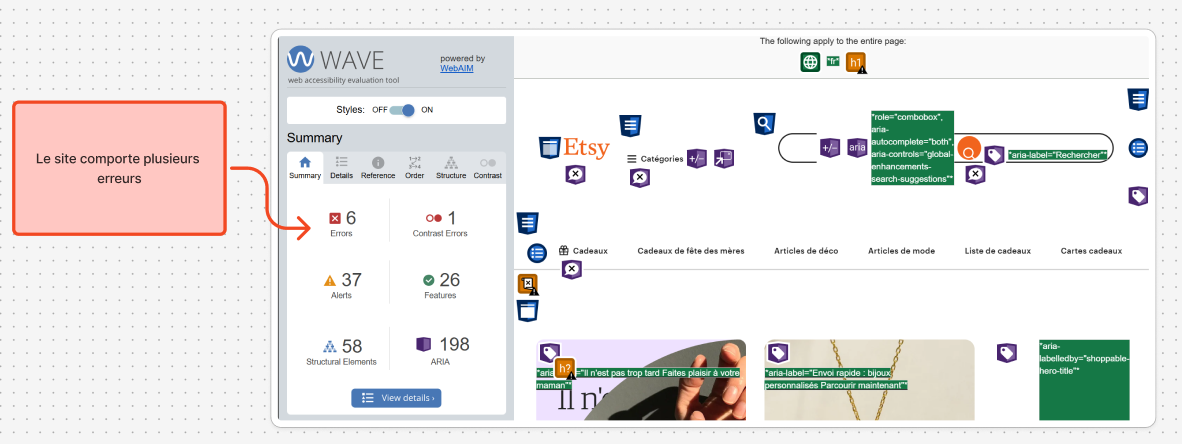 Le site comporte plusieurs
erreurs
WAVE
web accessibility evaluation tool
powered by
WebAIM
Styles: OFF ON
Summary
Summary Details Reference Order Structure Contrast
6
Errors
1
Contrast Errors
37
Alerts
26
Features
58
Structural Elements
198
ARIA
View details ›
The following apply to the entire page:
*"fr"*
h1
Etsy
Catégories
+/-
+/-
aria
*role="combobox",
aria-
autocomplete="both",
aria-controls="global-
enhancements-
search-suggestions"*
*aria-label="Rechercher"*
Cadeaux
Cadeaux de fête des mères
Articles de déco
Articles de mode
Liste de cadeaux
Cartes cadeaux
h?
="Il n'est pas trop tard Faites plaisir à votre
maman"*
Il n'
*aria-label="Envoi rapide : bijoux
personnalisés Parcourir maintenant"*
*aria-
labelledby="shoppable-
hero-title"*